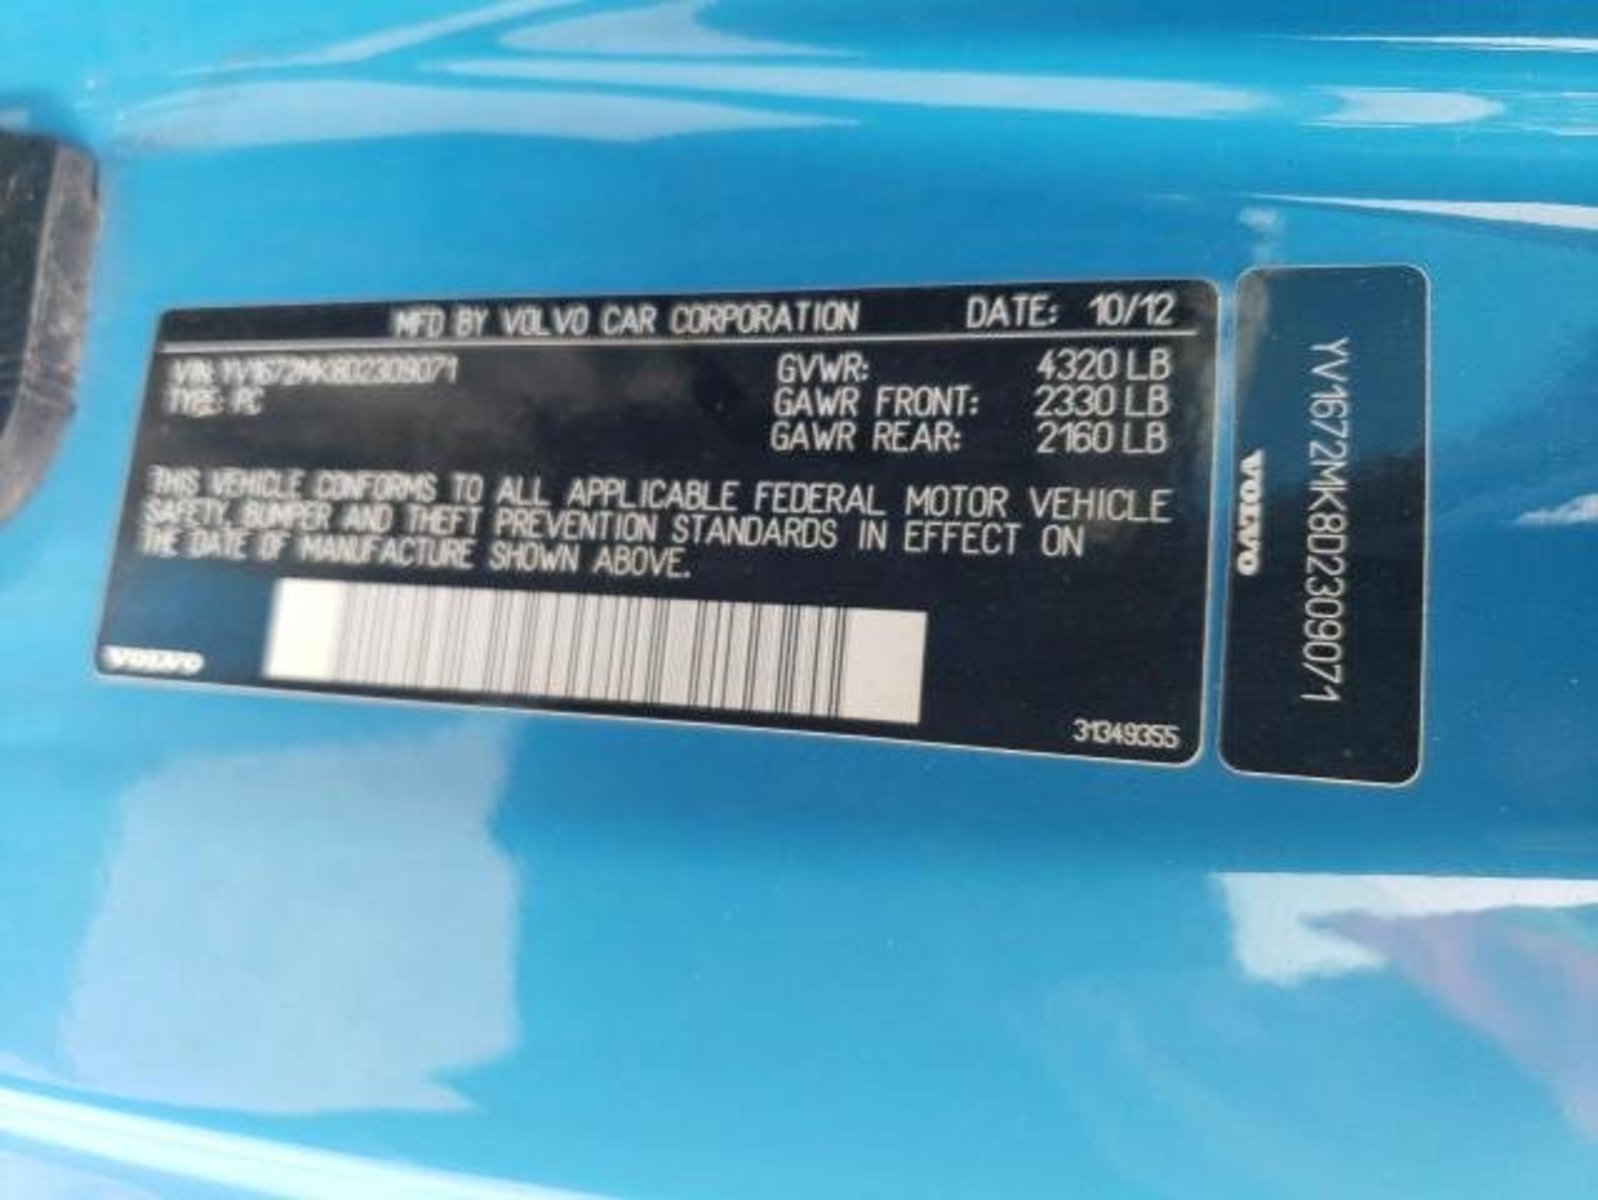 MFD BY VOLVO CAR CORPORATION DATE: 10/12
VIN: YV1672MK8D2309071 GVWR: 4320 LB
TYPE: PC GAWR FRONT: 2330 LB
GAWR REAR: 2160 LB
THIS VEHICLE CONFORMS TO ALL APPLICABLE FEDERAL MOTOR VEHICLE
SAFETY, BUMPER AND THEFT PREVENTION STANDARDS IN EFFECT ON
THE DATE OF MANUFACTURE SHOWN ABOVE.
VOLVO
31349355
YV1672MK8D2309071
VOLVO